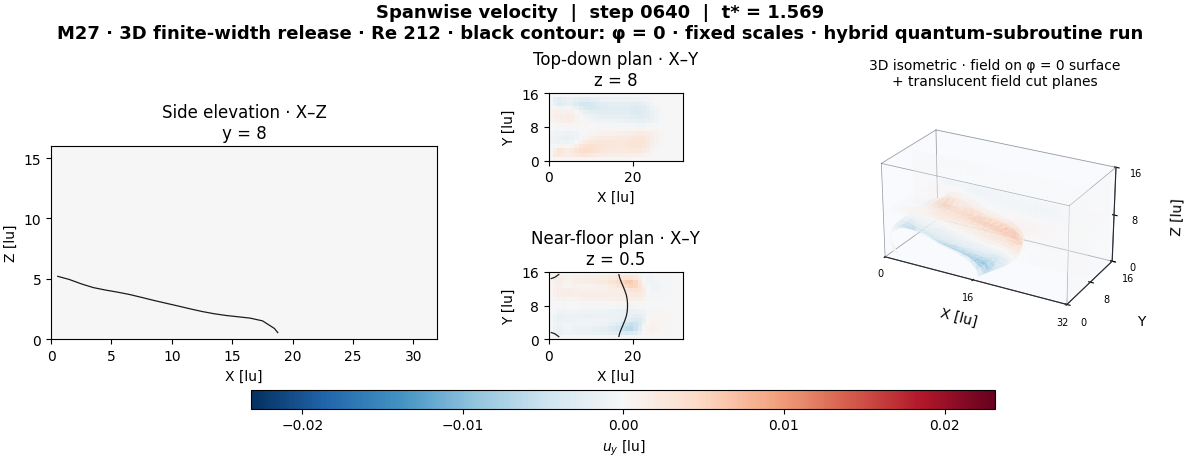 Spanwise velocity | step 0640 | t* = 1.569
M27 · 3D finite-width release · Re 212 · black contour: φ = 0 · fixed scales · hybrid quantum-subroutine run
Side elevation · X–Z
y = 8
Z [lu]
15
10
5
0
0 5 10 15 20 25 30
X [lu]
Top-down plan · X–Y
z = 8
Y [lu]
16
8
0
0 20
X [lu]
Near-floor plan · X–Y
z = 0.5
Y [lu]
16
8
0
0 20
X [lu]
3D isometric · field on φ = 0 surface
+ translucent field cut planes
16
8
0
Z [lu]
16
8
0
Y
0
16
32
X [lu]
−0.02 −0.01 0.00 0.01 0.02
u_y [lu]